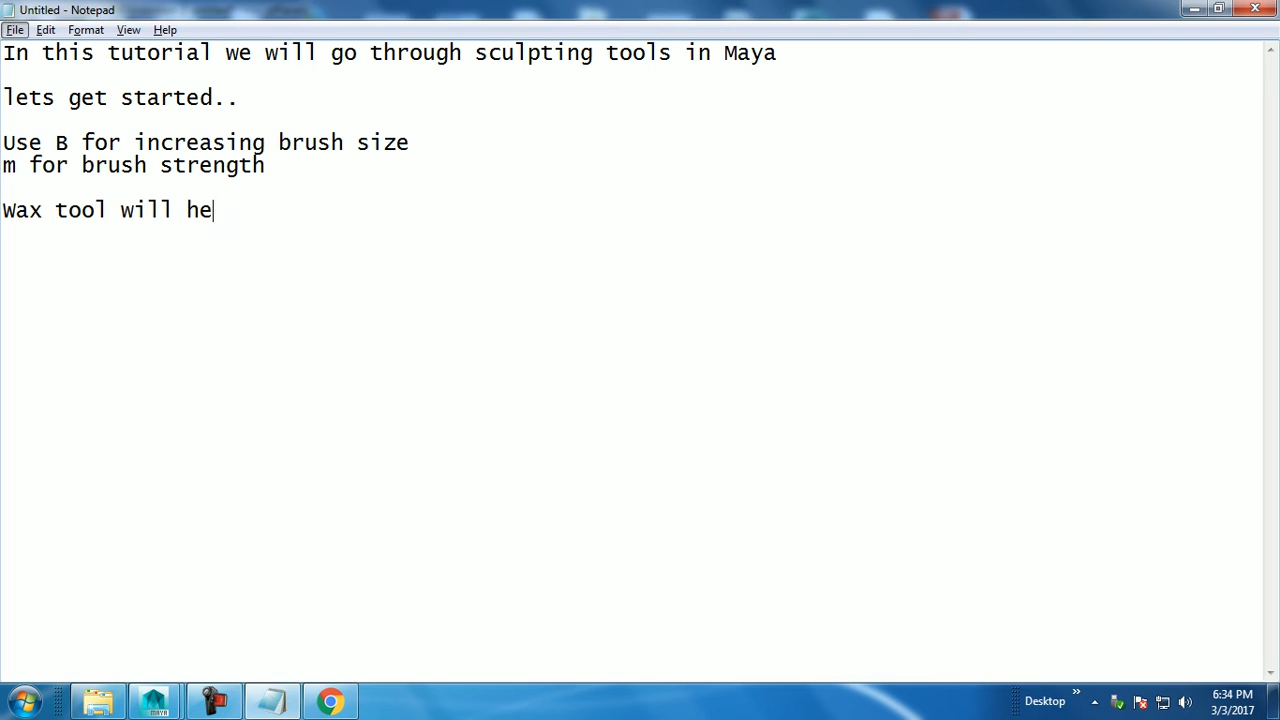 Untitled - Notepad
File Edit Format View Help
In this tutorial we will go through sculpting tools in Maya
lets get started..
Use B for increasing brush size
m for brush strength
Wax tool will he
MAYA
Desktop
6:34 PM
3/3/2017